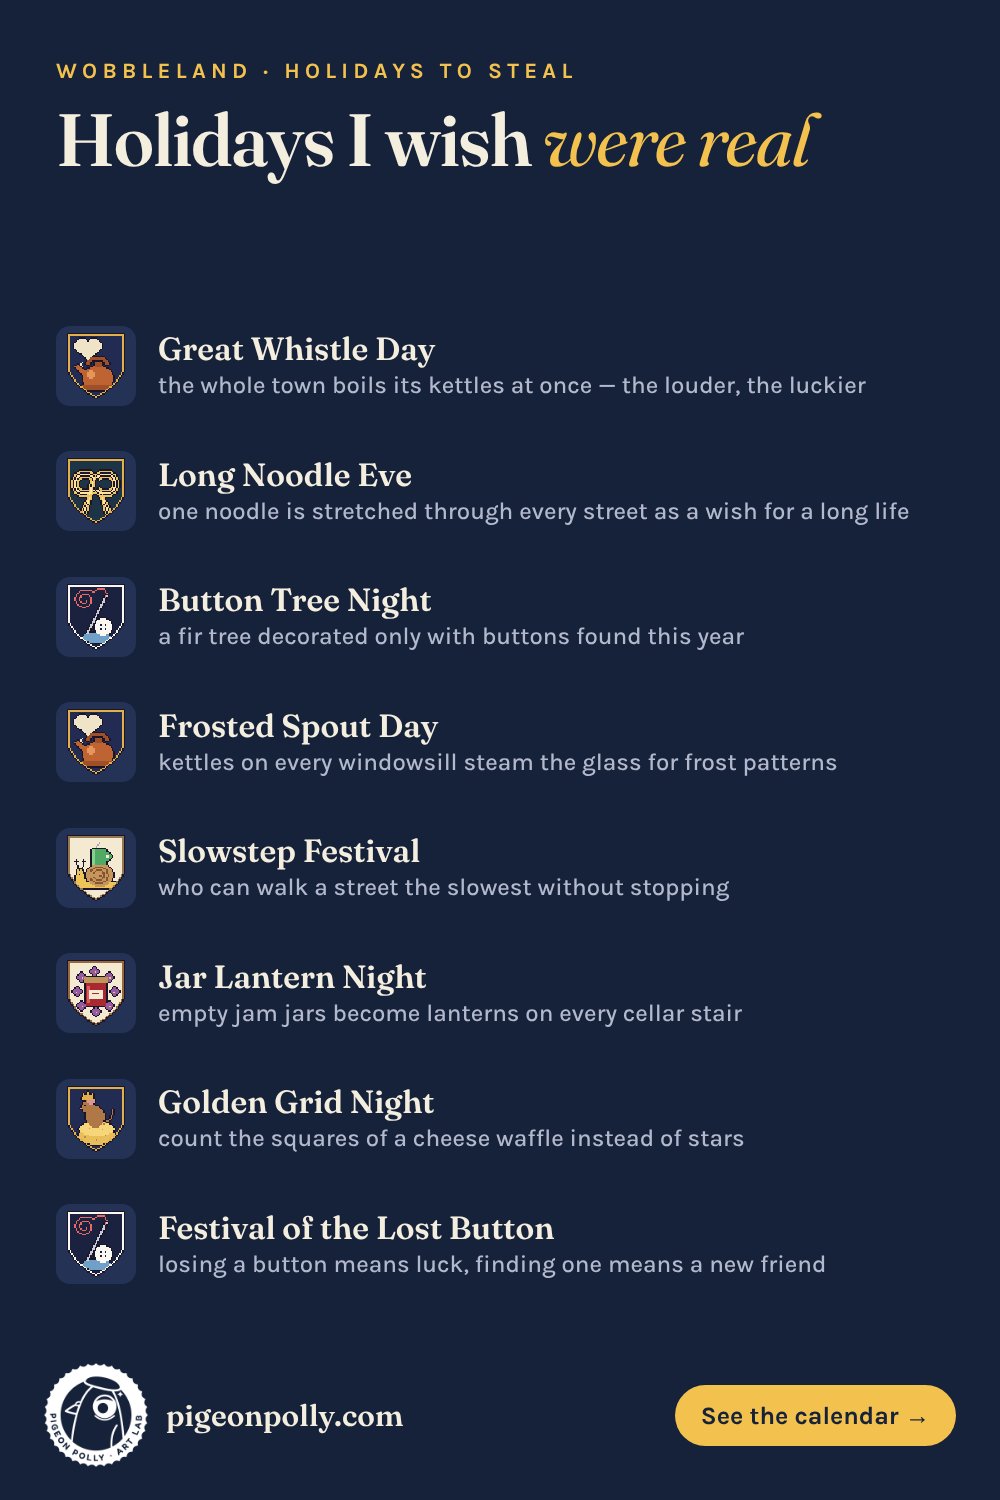 WOBBLELAND · HOLIDAYS TO STEAL
Holidays I wish were real
Great Whistle Day
the whole town boils its kettles at once — the louder, the luckier
Long Noodle Eve
one noodle is stretched through every street as a wish for a long life
Button Tree Night
a fir tree decorated only with buttons found this year
Frosted Spout Day
kettles on every windowsill steam the glass for frost patterns
Slowstep Festival
who can walk a street the slowest without stopping
Jar Lantern Night
empty jam jars become lanterns on every cellar stair
Golden Grid Night
count the squares of a cheese waffle instead of stars
Festival of the Lost Button
losing a button means luck, finding one means a new friend
PIGEON POLLY · ART LAB
pigeonpolly.com
See the calendar →